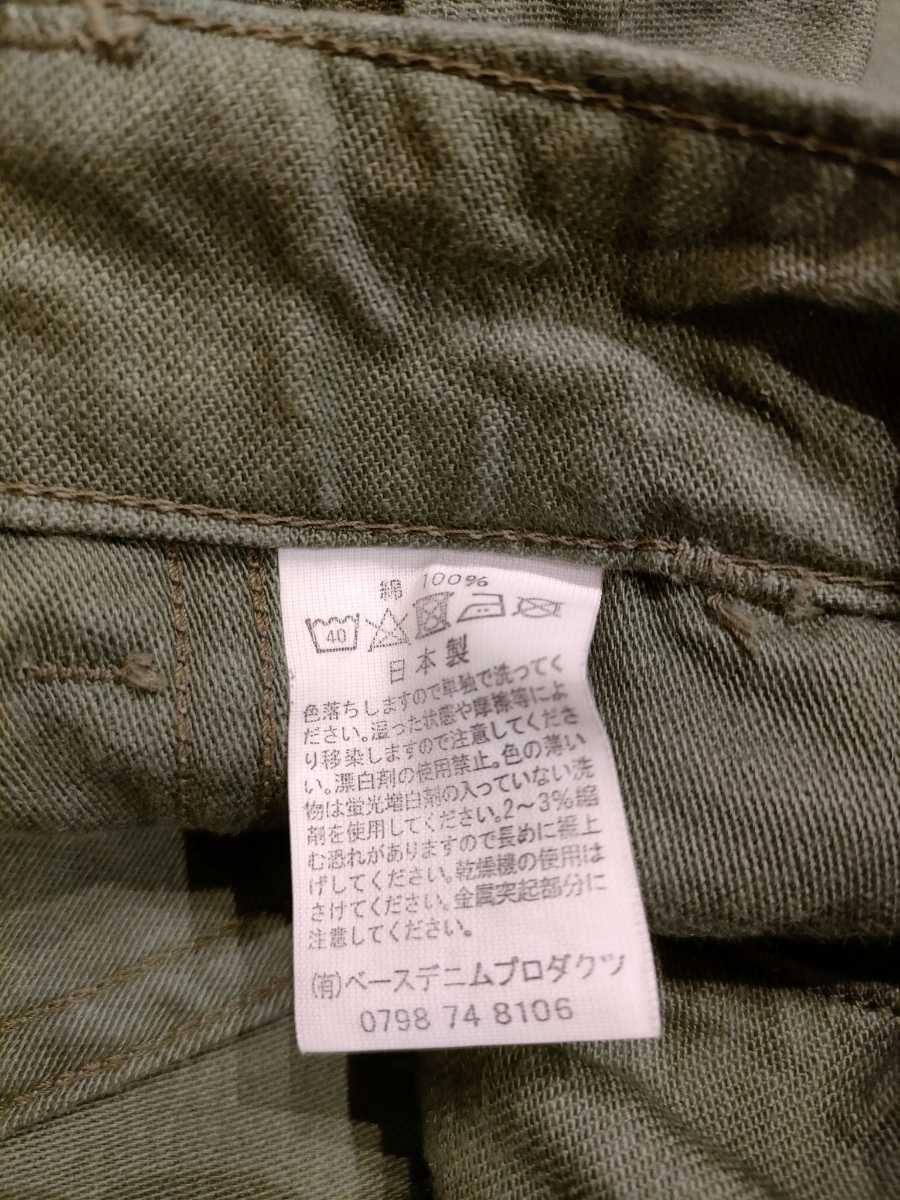 綿 100%
40
日本製
色落ちしますので単独で洗ってく
ださい。湿った状態や摩擦等によ
り移染しますので注意してくださ
い。漂白剤の使用禁止。色の薄い
物は蛍光増白剤の入っていない洗
剤を使用してください。2～3%縮
む恐れがありますので長めに裾上
げしてください。乾燥機の使用は
さけてください。金属突起部分に
注意してください。
(有)ベースデニムプロダクツ
0798 74 8106